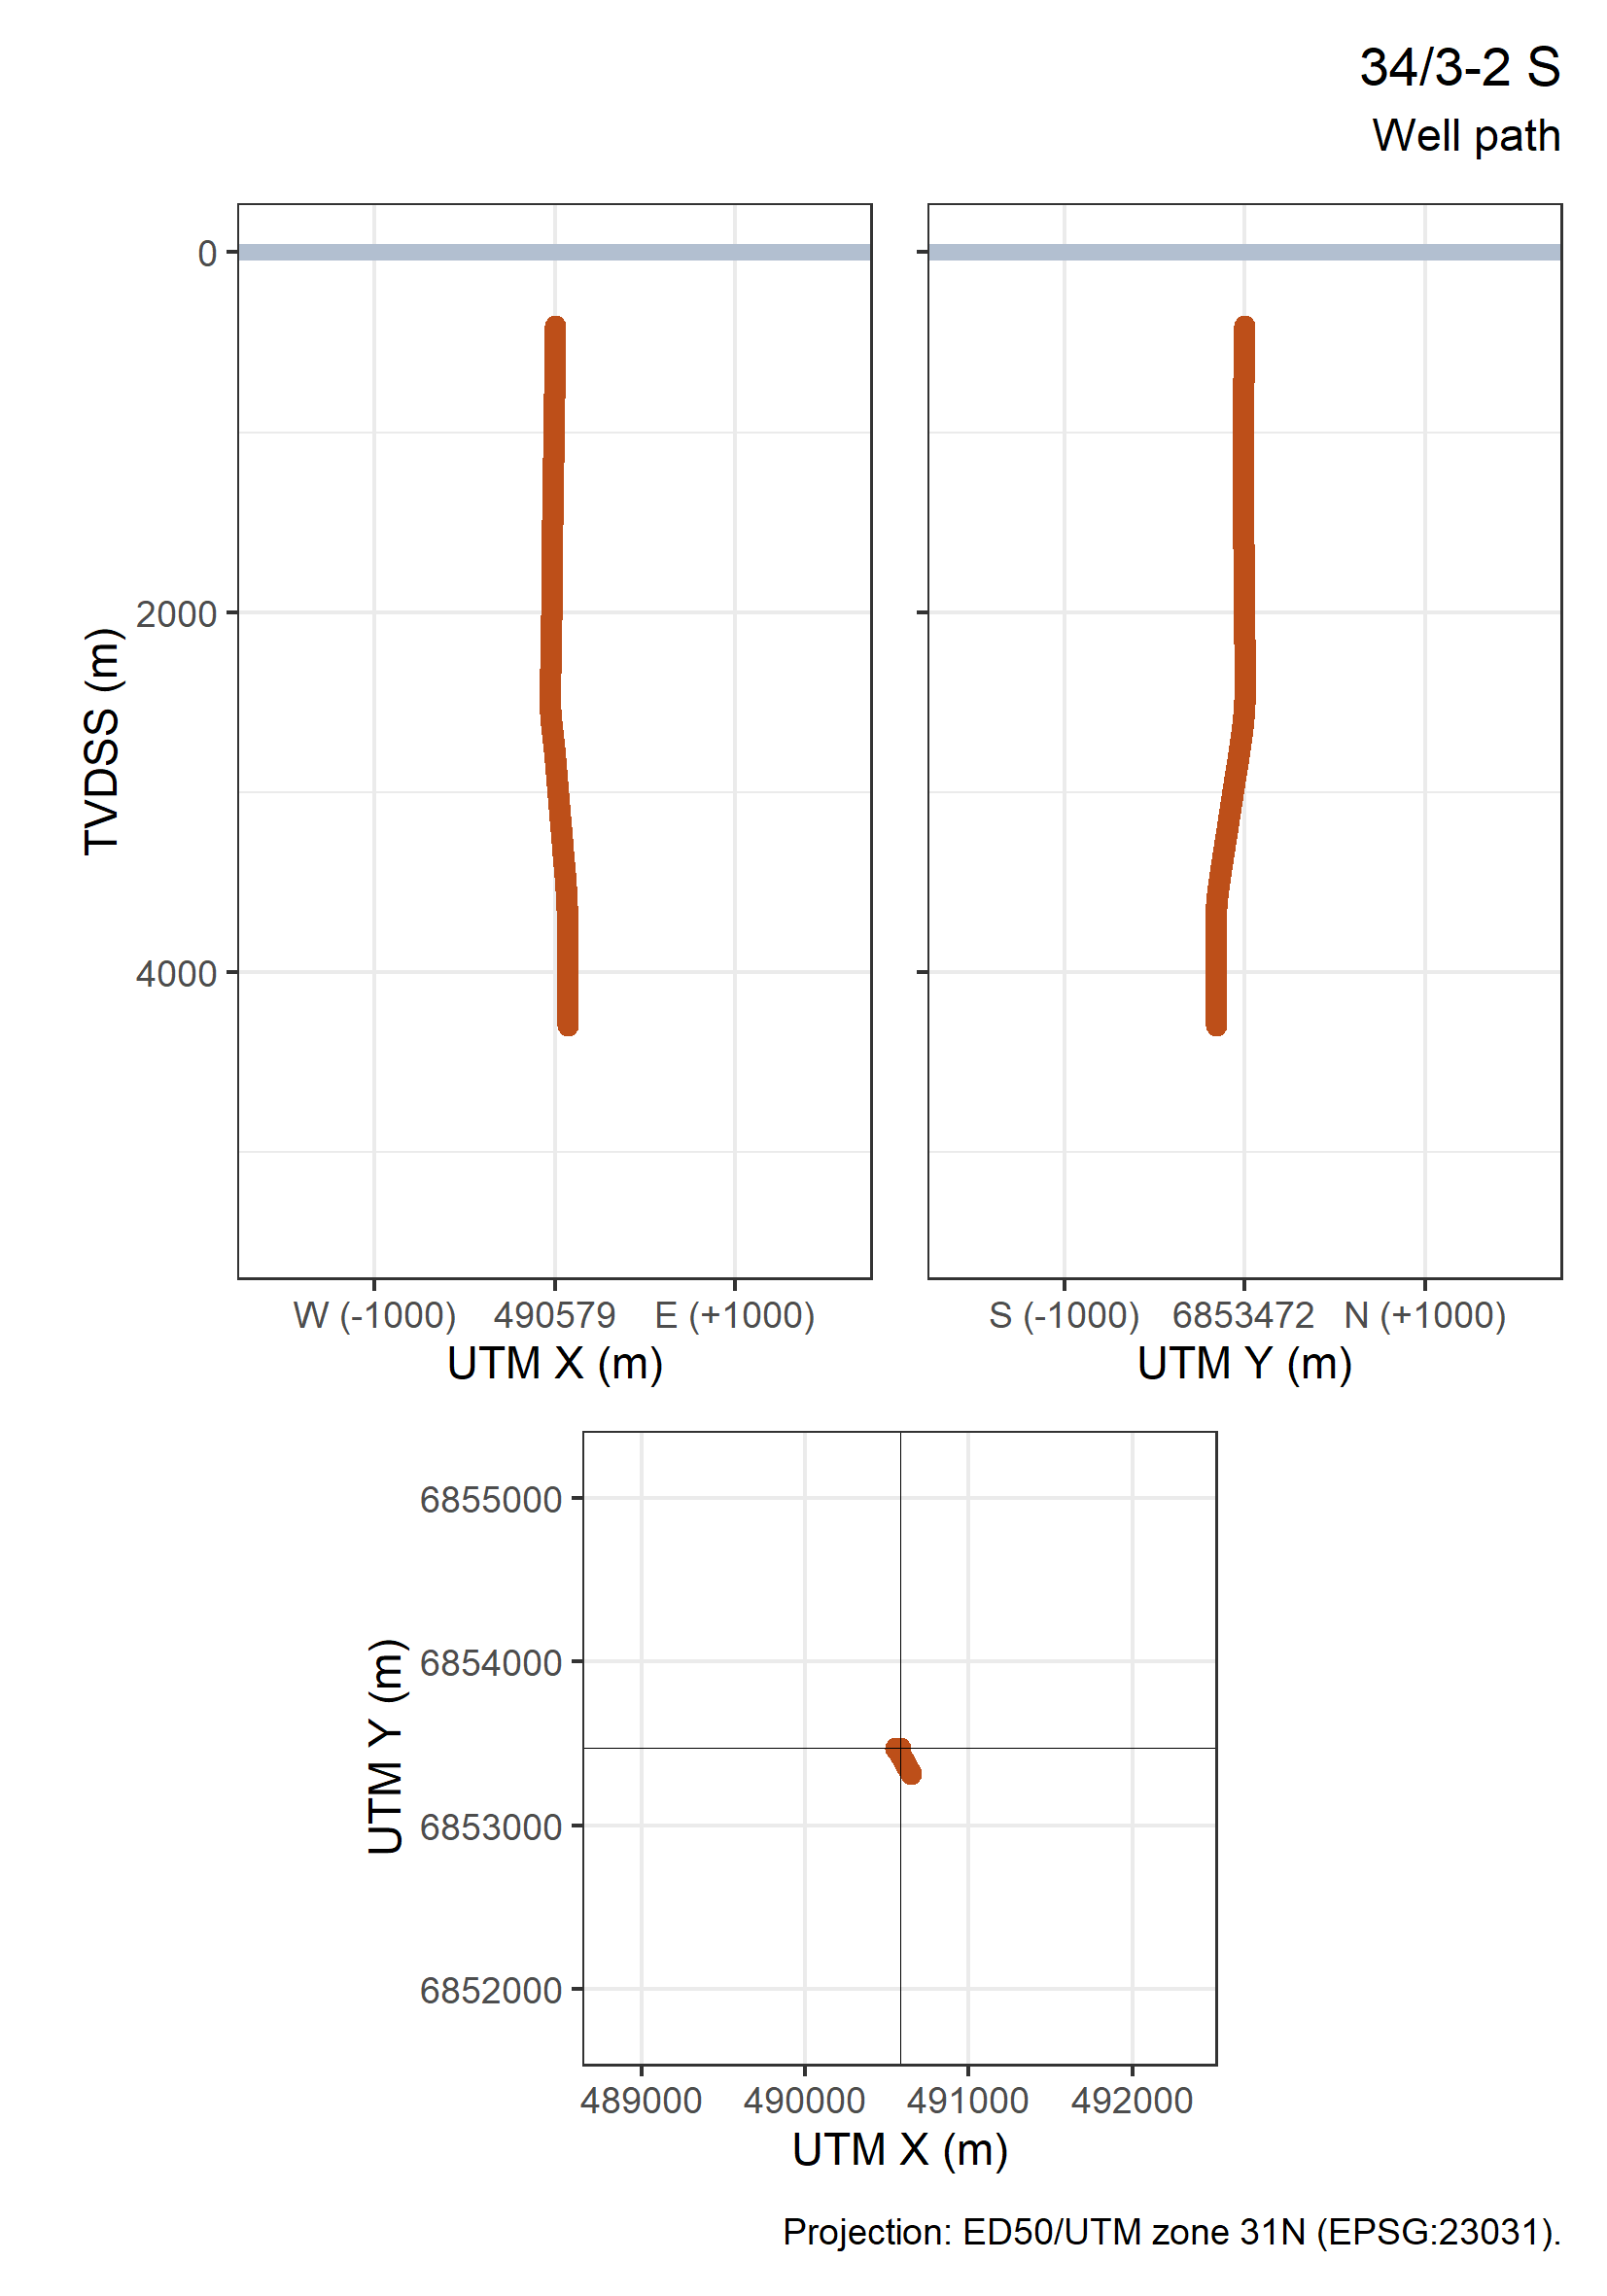 34/3-2 S
Well path
TVDSS (m)
0
2000
4000
W (-1000) 490579 E (+1000)
UTM X (m)
S (-1000) 6853472 N (+1000)
UTM Y (m)
UTM Y (m)
6855000
6854000
6853000
6852000
489000 490000 491000 492000
UTM X (m)
Projection: ED50/UTM zone 31N (EPSG:23031).